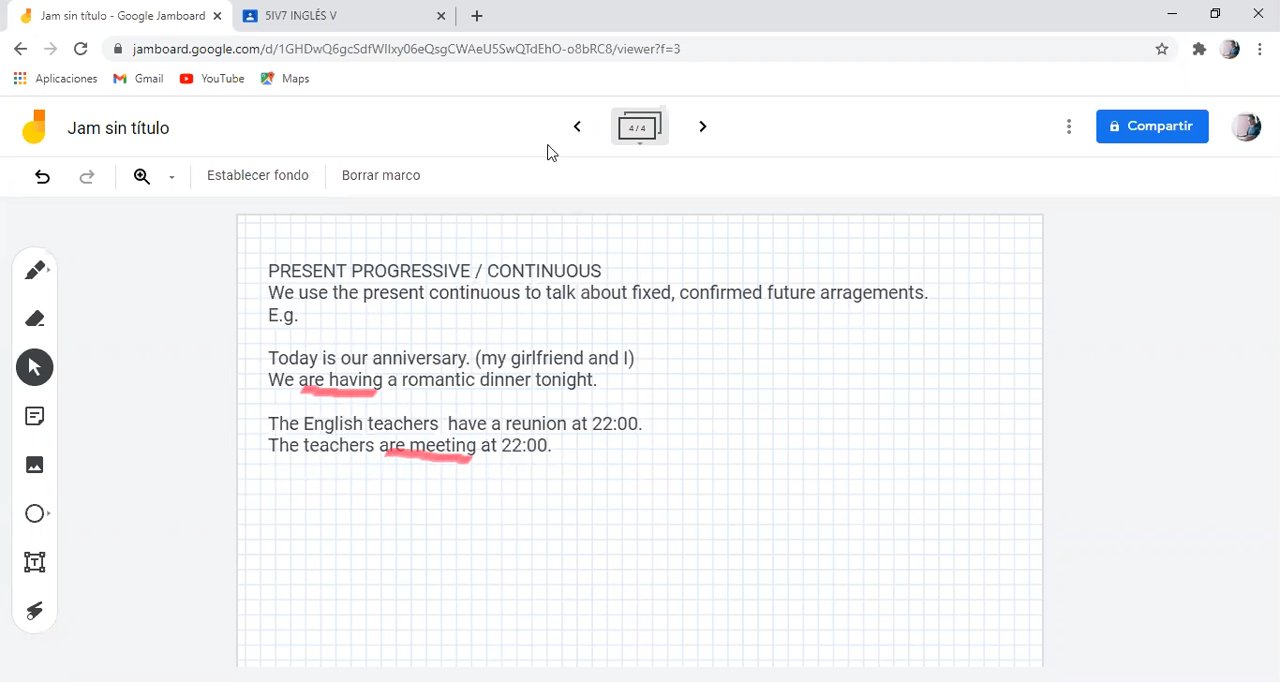 Jam sin título - Google Jamboard
5IV7 INGLÉS V
jamboard.google.com/d/1GHDwQ6gcSdfWIlxy06eQsgCWAeU5SwQTdEhO-o8bRC8/viewer?f=3
Aplicaciones
Gmail
YouTube
Maps
Jam sin título
4 / 4
Compartir
Establecer fondo
Borrar marco
PRESENT PROGRESSIVE / CONTINUOUS
We use the present continuous to talk about fixed, confirmed future arragements.
E.g.
Today is our anniversary. (my girlfriend and I)
We are having a romantic dinner tonight.
The English teachers  have a reunion at 22:00.
The teachers are meeting at 22:00.